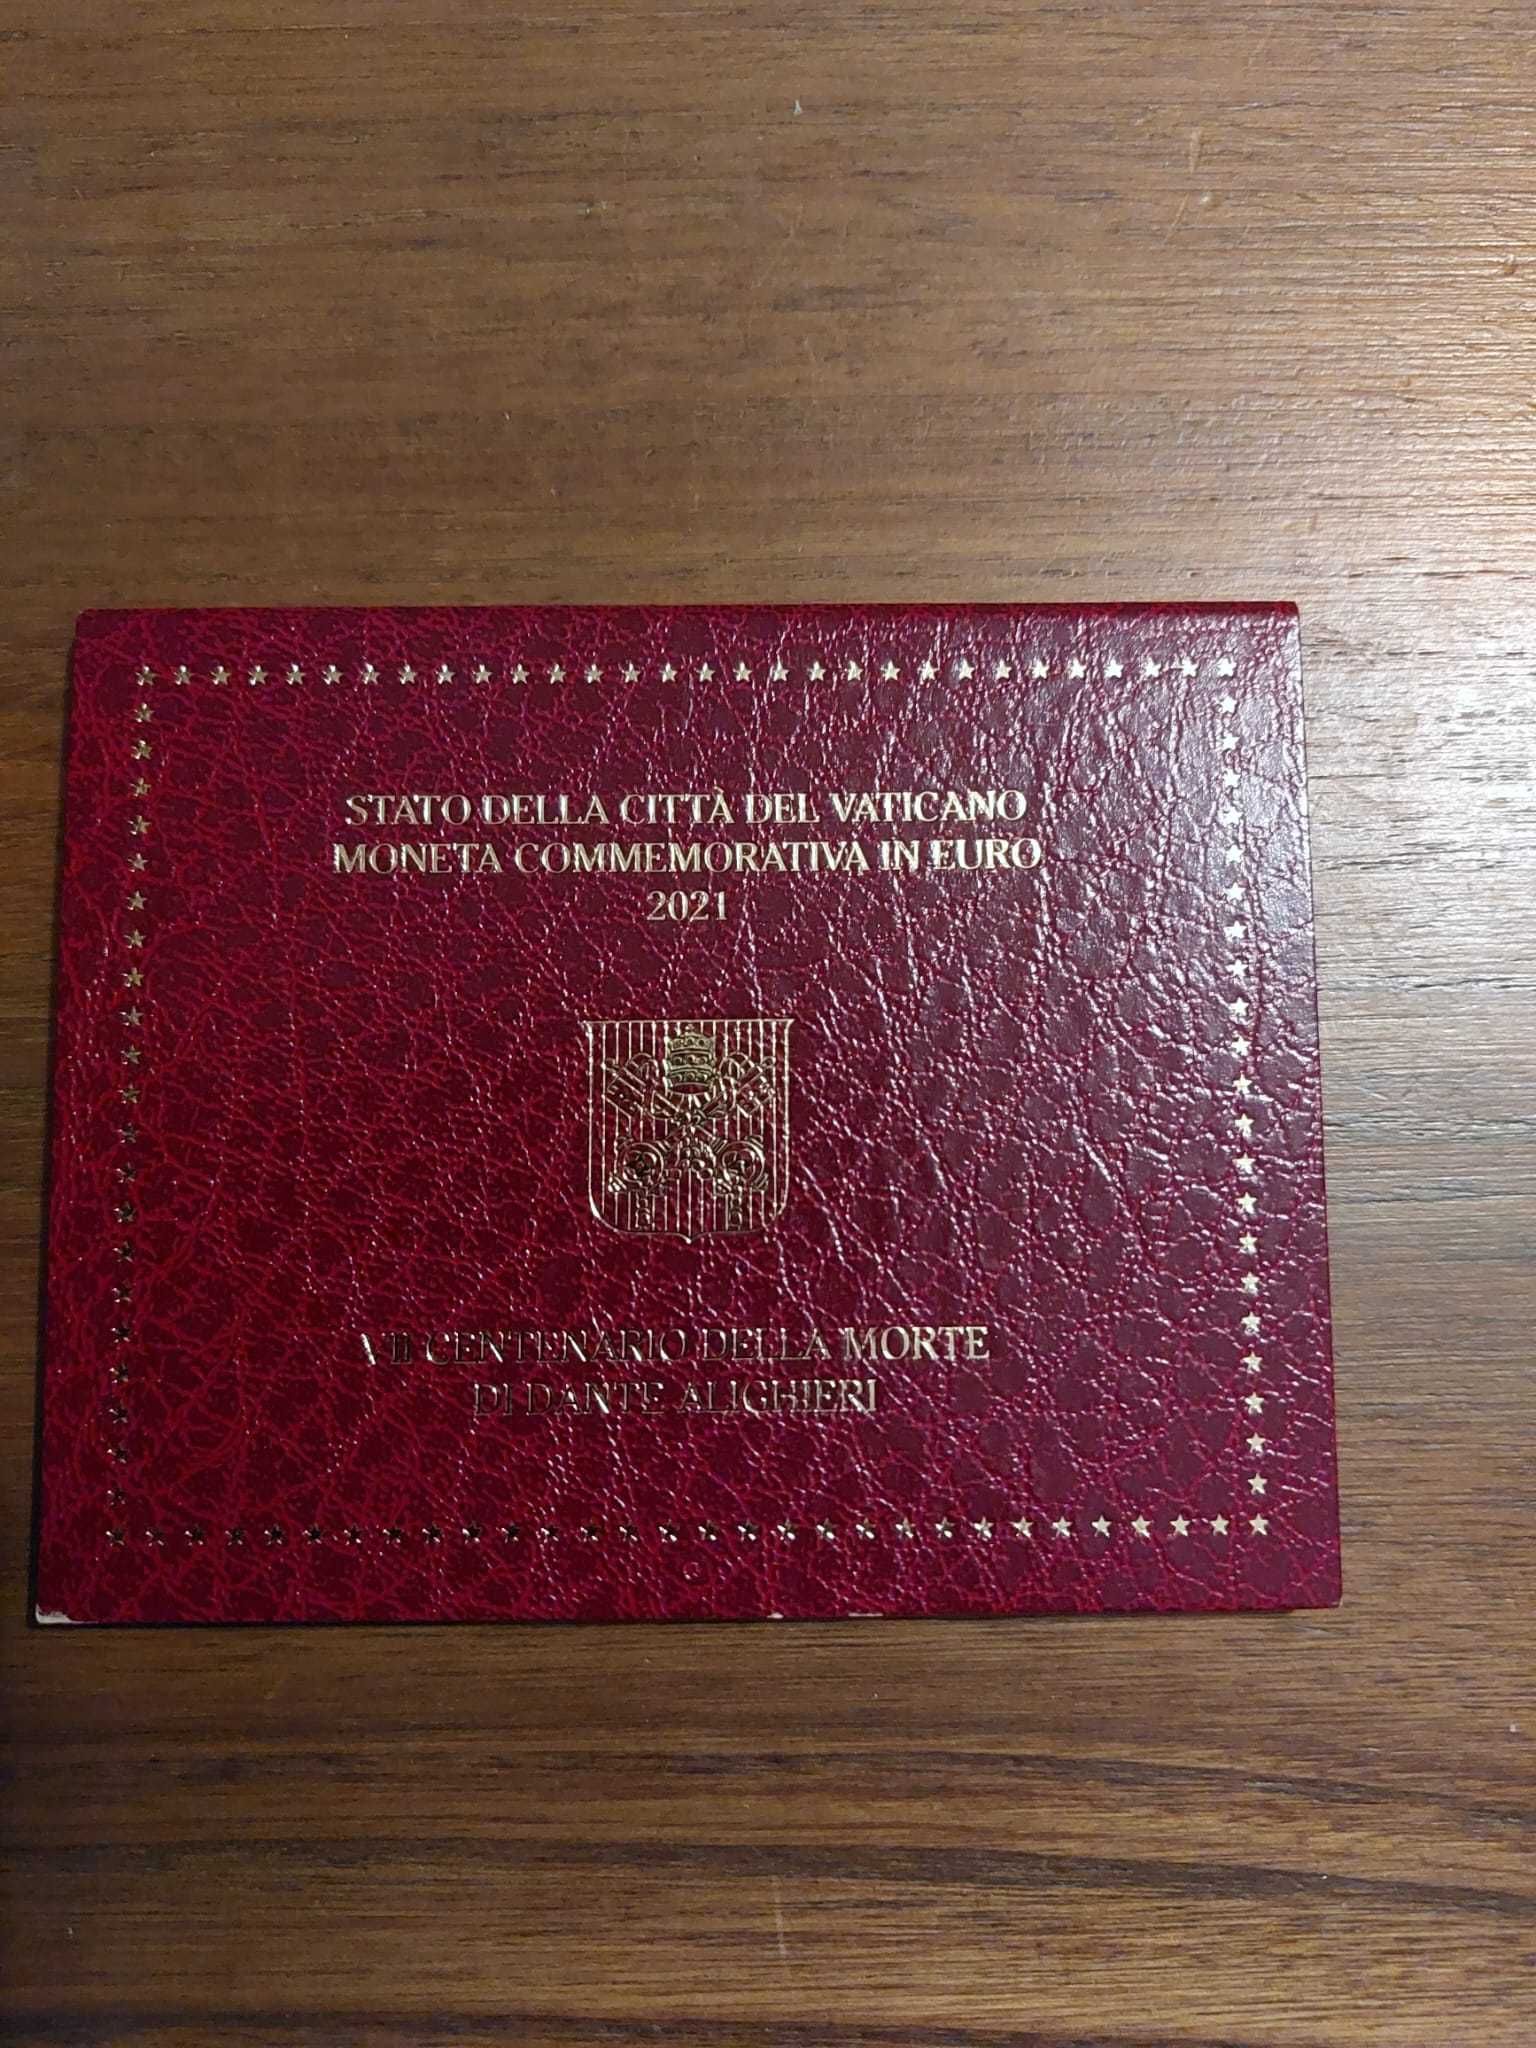 STATO DELLA CITTÀ DEL VATICANO
MONETA COMMEMORATIVA IN EURO
2021
VII CENTENARIO DELLA MORTE
DI DANTE ALIGHIERI